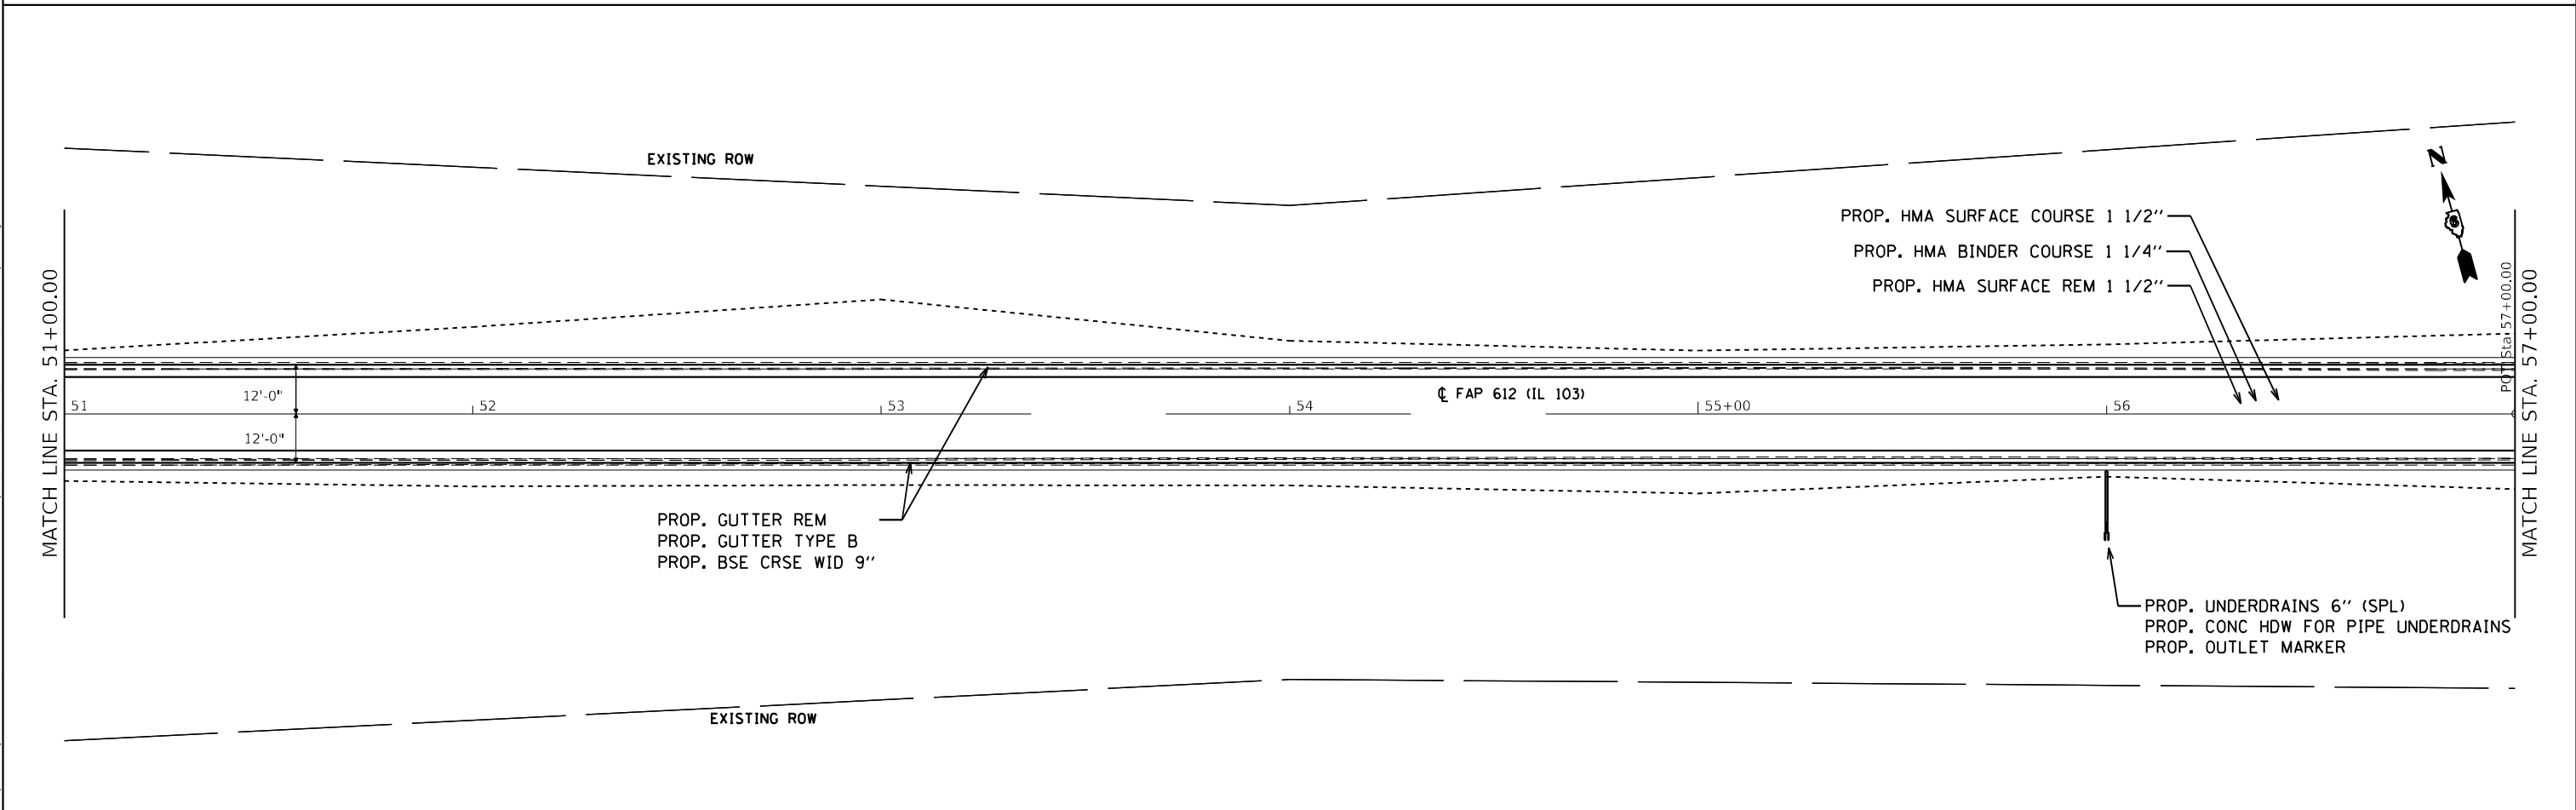 EXISTING ROW
N
6
PROP. HMA SURFACE COURSE 1 1/2"
PROP. HMA BINDER COURSE 1 1/4"
PROP. HMA SURFACE REM 1 1/2"
MATCH LINE STA. 51+00.00
POT Sta 57+00.00
MATCH LINE STA. 57+00.00
12'-0"
℄ FAP 612 (IL 103)
51
52
53
54
55+00
56
12'-0"
PROP. GUTTER REM
PROP. GUTTER TYPE B
PROP. BSE CRSE WID 9"
PROP. UNDERDRAINS 6" (SPL)
PROP. CONC HDW FOR PIPE UNDERDRAINS
PROP. OUTLET MARKER
EXISTING ROW